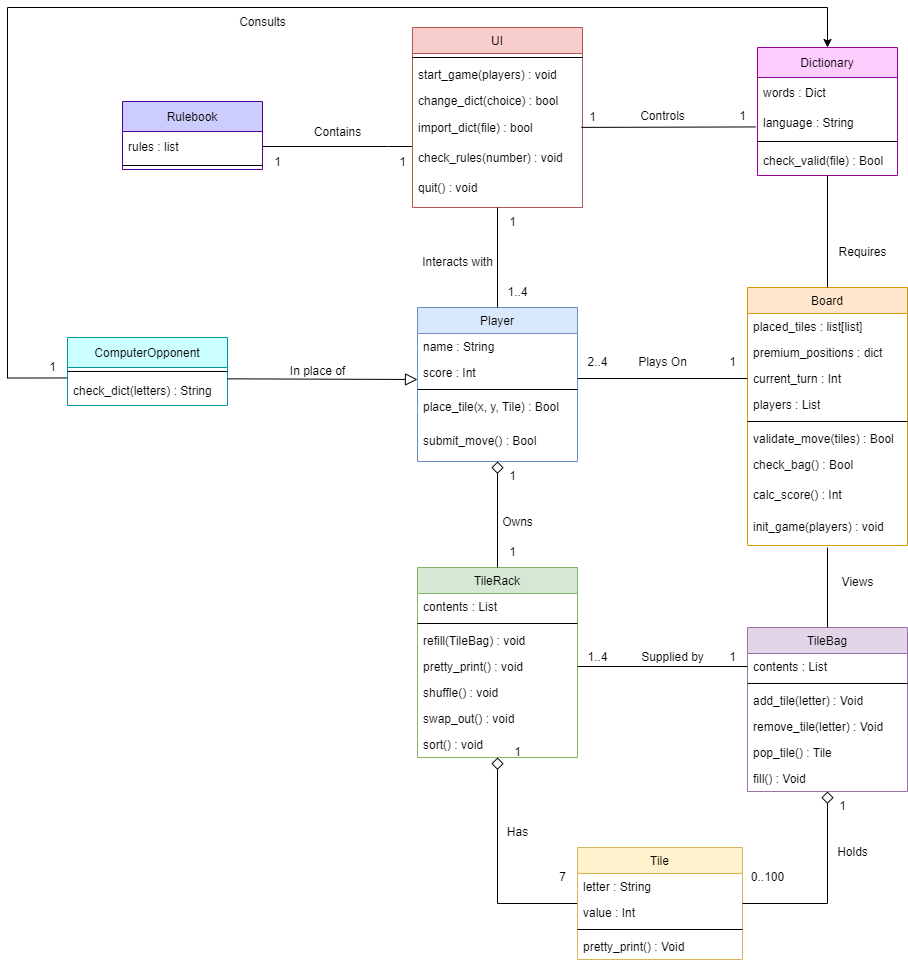 Consults
UI
start_game(players) : void
change_dict(choice) : bool
import_dict(file) : bool
check_rules(number) : void
quit() : void
Dictionary
words : Dict
language : String
check_valid(file) : Bool
Rulebook
rules : list
Contains
1
1
1
Controls
1
1
Interacts with
1..4
Requires
Player
name : String
score : Int
place_tile(x, y, Tile) : Bool
submit_move() : Bool
Board
placed_tiles : list[list]
premium_positions : dict
current_turn : Int
players : List
validate_move(tiles) : Bool
check_bag() : Bool
calc_score() : Int
init_game(players) : void
ComputerOpponent
check_dict(letters) : String
1
In place of
2..4
Plays On
1
1
Owns
1
Views
TileRack
contents : List
refill(TileBag) : void
pretty_print() : void
shuffle() : void
swap_out() : void
sort() : void
1
1..4
Supplied by
1
TileBag
contents : List
add_tile(letter) : Void
remove_tile(letter) : Void
pop_tile() : Tile
fill() : Void
1
Has
Holds
7
0..100
Tile
letter : String
value : Int
pretty_print() : Void